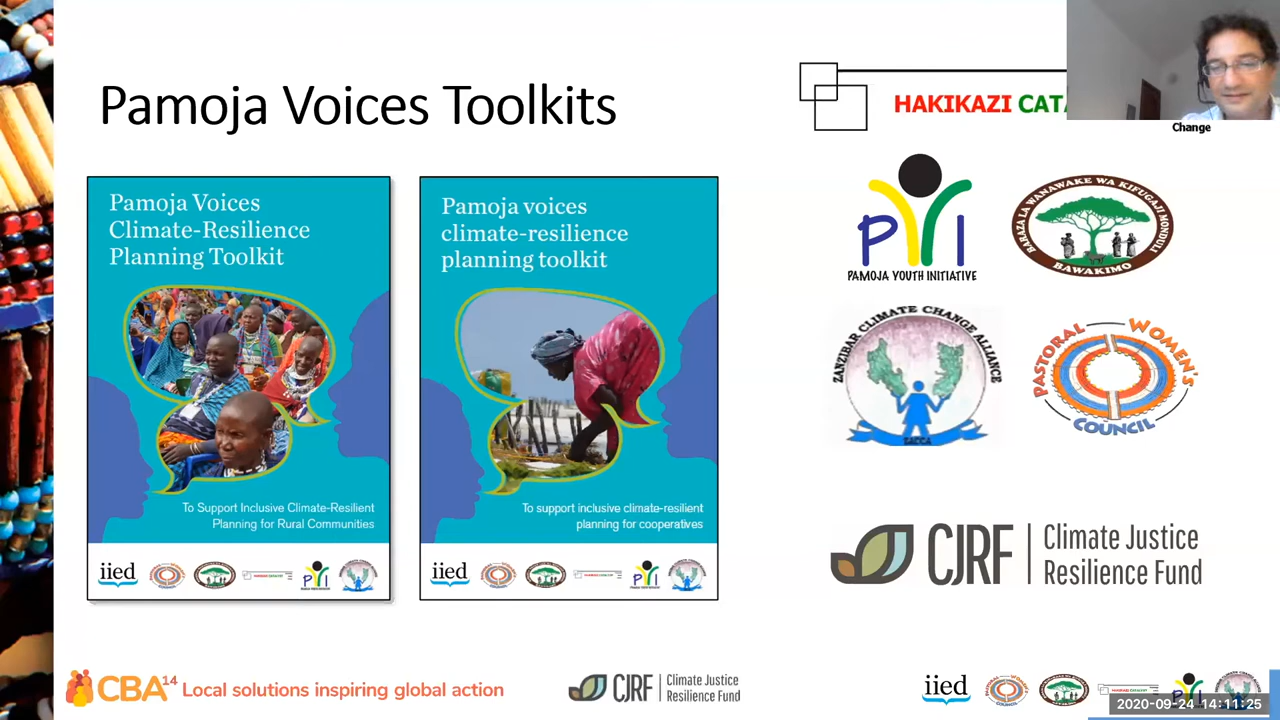 Pamoja Voices Toolkits
HAKIKAZI CATA
Change
Pamoja Voices
Climate-Resilience
Planning Toolkit
To Support Inclusive Climate-Resilient
Planning for Rural Communities
iied
PYI
Pamoja voices
climate-resilience
planning toolkit
To support inclusive climate-resilient
planning for cooperatives
iied
PYI
PYI
PAMOJA YOUTH INITIATIVE
BARAZA LA WANAWAKE WA KIFUGAJI MONDULI
BAWAKIMO
ZANZIBAR CLIMATE CHANGE ALLIANCE
ZACCA
PASTORAL WOMEN'S
COUNCIL
CJRF
Climate Justice
Resilience Fund
CBA14 Local solutions inspiring global action
CJRF
Climate Justice
Resilience Fund
iied
2020-09-24 14:11:25